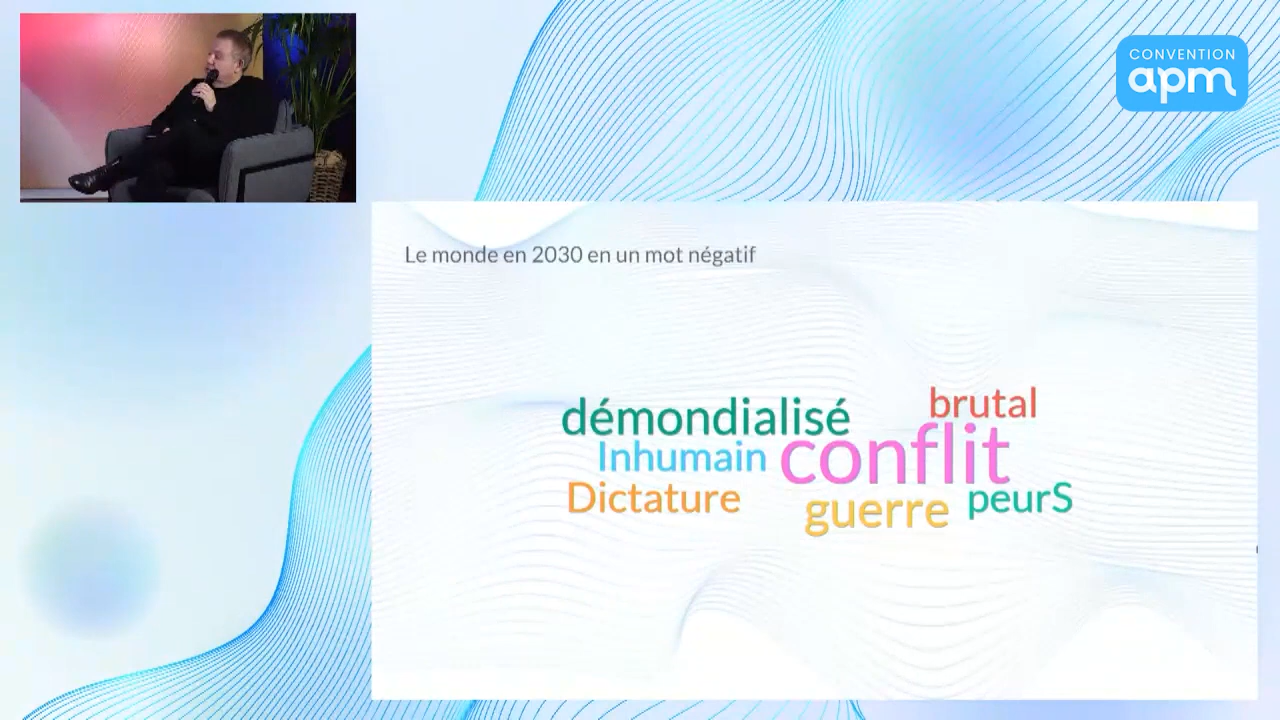 CONVENTION
apm
Le monde en 2030 en un mot négatif
démondialisé
brutal
Inhumain
conflit
Dictature
guerre
peurS